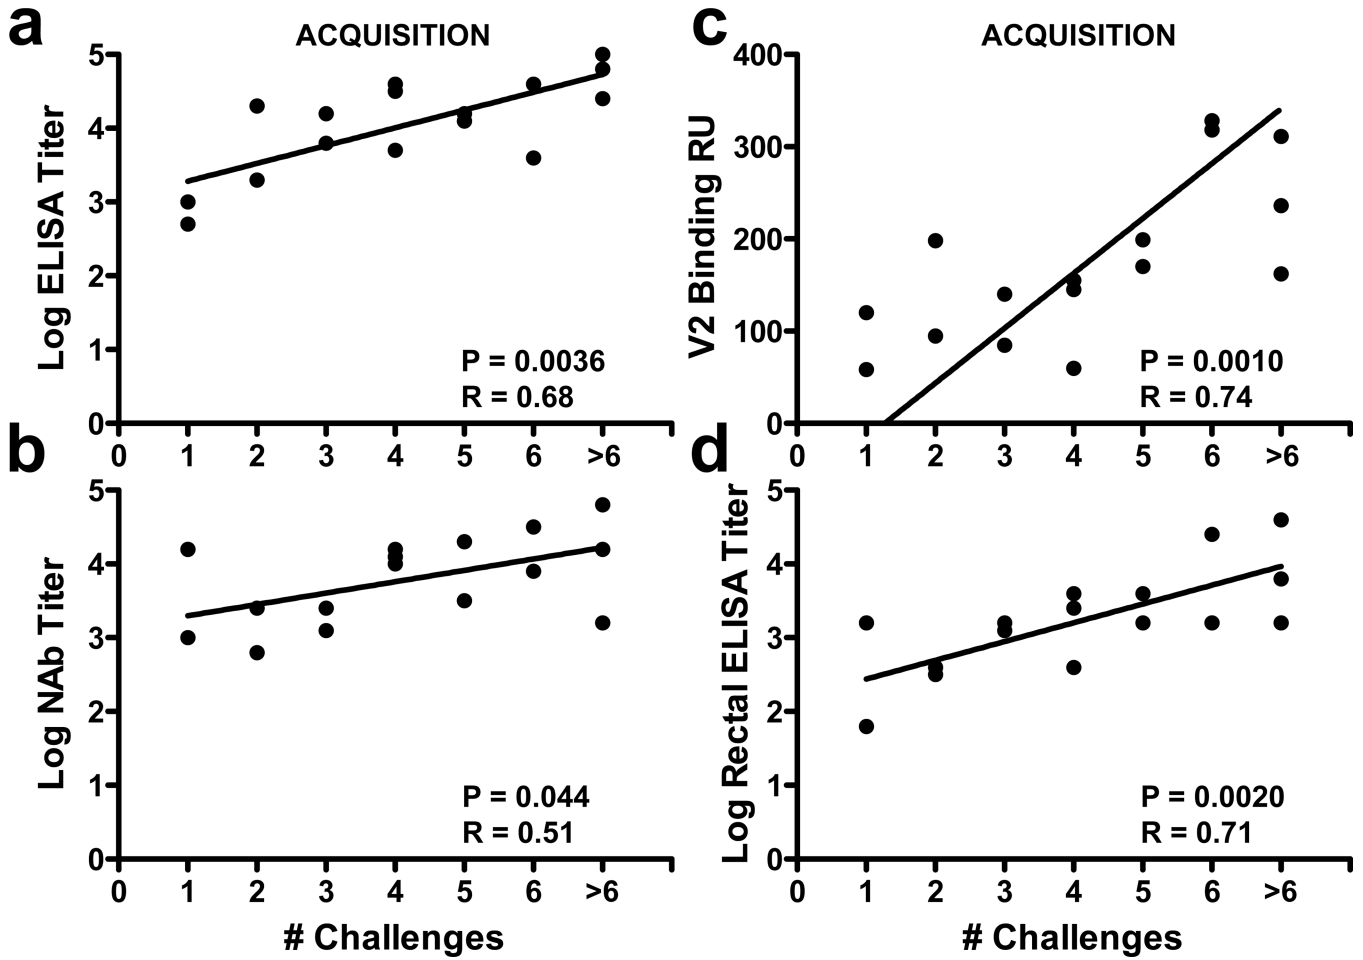 a
ACQUISITION
Log ELISA Titer
5
4
3
2
1
0
P = 0.0036
R = 0.68
0 1 2 3 4 5 6 >6
b
Log NAb Titer
5
4
3
2
1
0
P = 0.044
R = 0.51
0 1 2 3 4 5 6 >6
# Challenges
c
ACQUISITION
V2 Binding RU
400
300
200
100
0
P = 0.0010
R = 0.74
0 1 2 3 4 5 6 >6
d
Log Rectal ELISA Titer
5
4
3
2
1
0
P = 0.0020
R = 0.71
0 1 2 3 4 5 6 >6
# Challenges